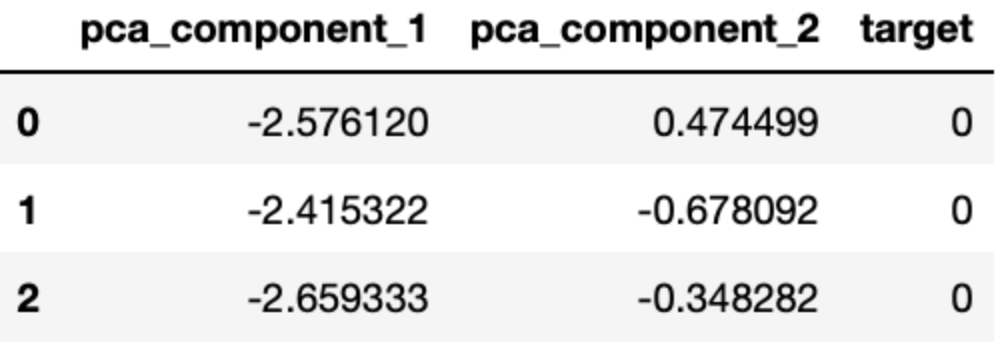 pca_component_1 pca_component_2 target
0 -2.576120 0.474499 0
1 -2.415322 -0.678092 0
2 -2.659333 -0.348282 0